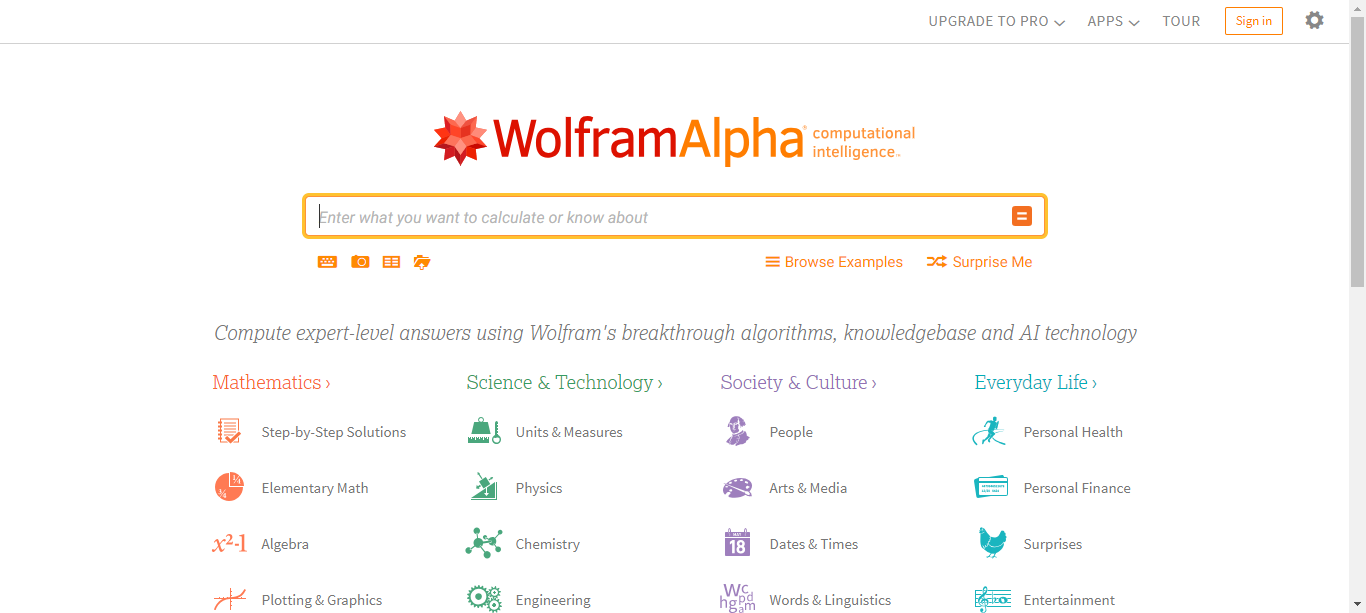 UPGRADE TO PRO APPS TOUR Sign in
WolframAlpha computational intelligence™
Enter what you want to calculate or know about
Browse Examples Surprise Me
Compute expert-level answers using Wolfram's breakthrough algorithms, knowledgebase and AI technology
Mathematics ›
Step-by-Step Solutions
Elementary Math
x²-1 Algebra
Plotting & Graphics
Science & Technology ›
Units & Measures
Physics
Chemistry
Engineering
Society & Culture ›
People
Arts & Media
MAY 18 Dates & Times
Words & Linguistics
Everyday Life ›
Personal Health
Personal Finance
Surprises
Entertainment